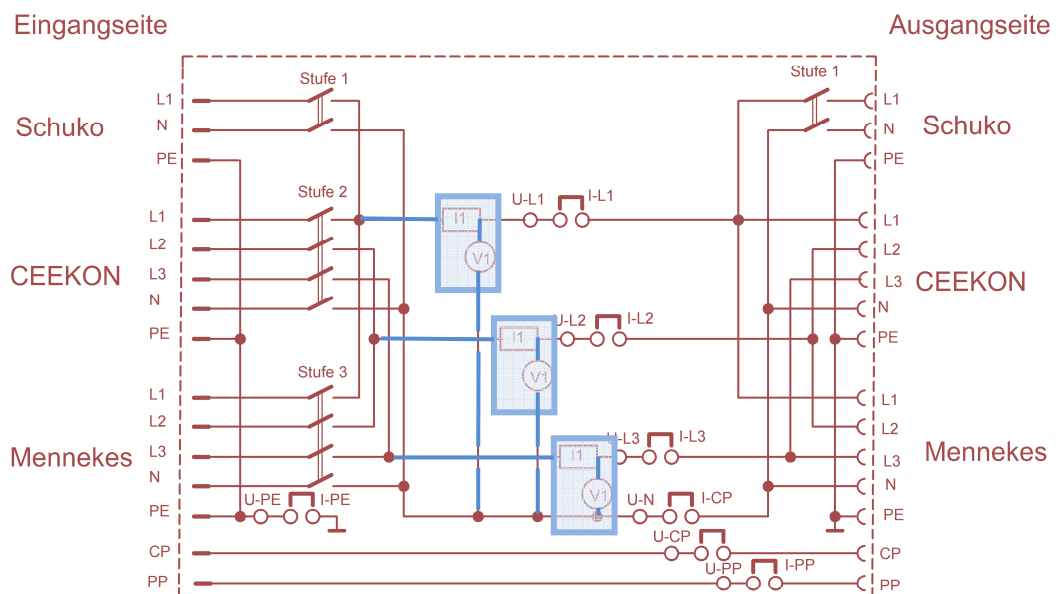 Eingangseite
Ausgangseite
Stufe 1
Stufe 1
L1
L1
Schuko
N
N
Schuko
PE
PE
Stufe 2
U-L1
I-L1
L1
I1
L1
L2
L2
V1
CEEKON
L3
L3
CEEKON
N
N
U-L2
I-L2
PE
I1
PE
Stufe 3
V1
L1
L1
L2
L2
U-L3
I-L3
Mennekes
L3
I1
L3
Mennekes
N
N
V1
U-PE
I-PE
U-N
I-CP
PE
PE
U-CP
CP
CP
U-PP
I-PP
PP
PP